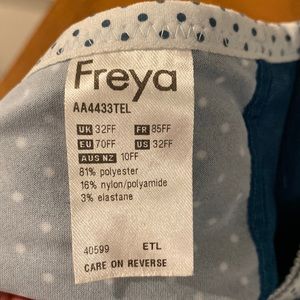 Freya
AA4433TEL
UK 32FF FR 85FF
EU 70FF US 32FF
AUS NZ 10FF
81% polyester
16% nylon/polyamide
3% elastane
40599 ETL
CARE ON REVERSE